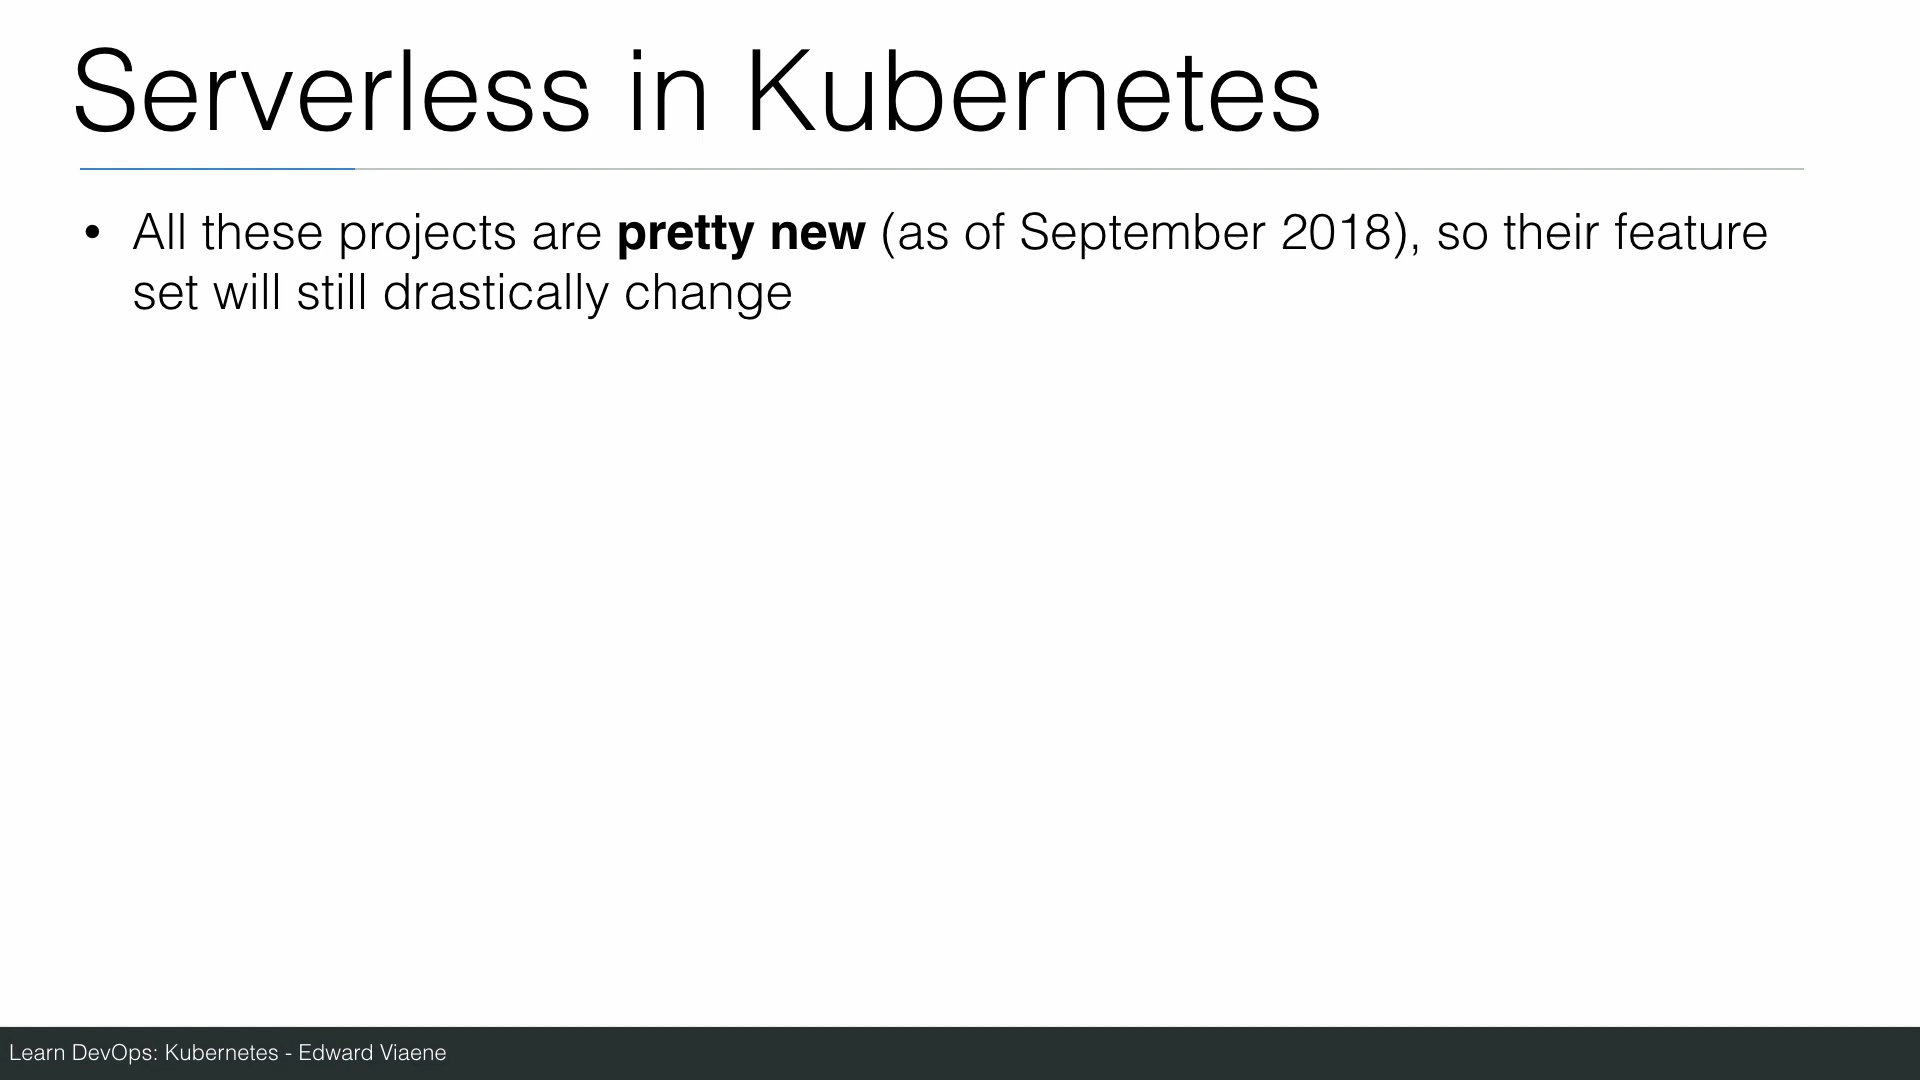 Serverless in Kubernetes
• All these projects are pretty new (as of September 2018), so their feature
set will still drastically change
Learn DevOps: Kubernetes - Edward Viaene